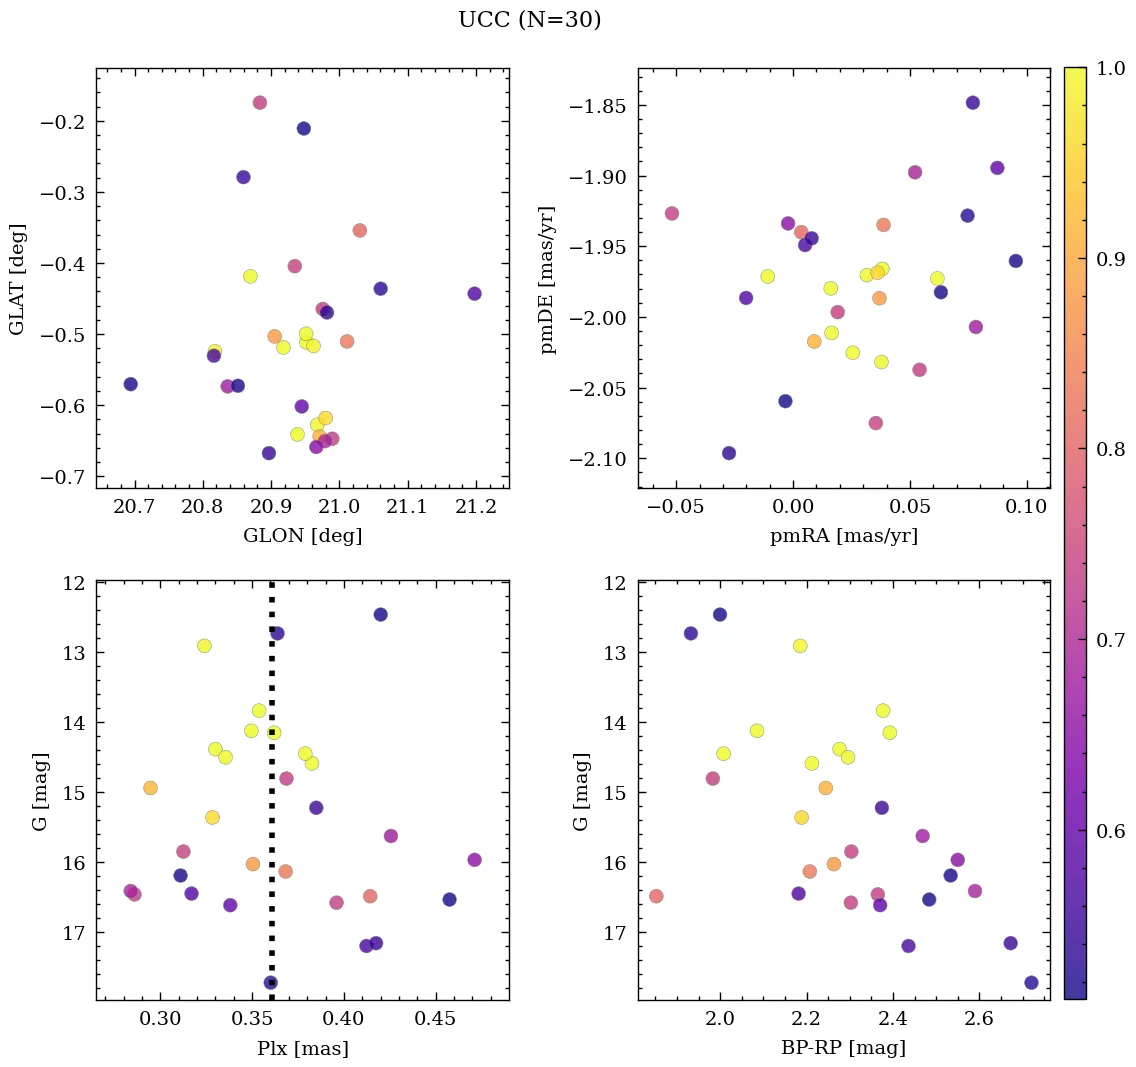 UCC (N=30)
−0.2
−0.3
−0.4
−0.5
−0.6
−0.7
GLAT [deg]
20.7 20.8 20.9 21.0 21.1 21.2
GLON [deg]
−1.85
−1.90
−1.95
−2.00
−2.05
−2.10
pmDE [mas/yr]
−0.05 0.00 0.05 0.10
pmRA [mas/yr]
12
13
14
15
16
17
G [mag]
0.30 0.35 0.40 0.45
Plx [mas]
12
13
14
15
16
17
G [mag]
2.0 2.2 2.4 2.6
BP-RP [mag]
1.0
0.9
0.8
0.7
0.6